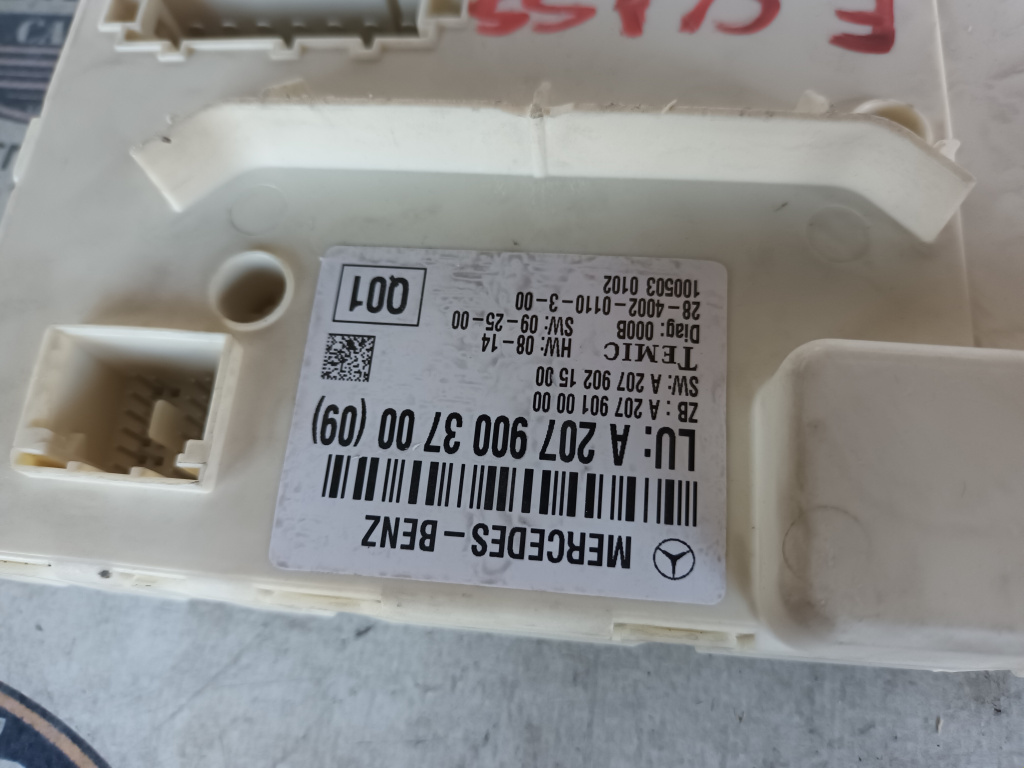 MERCEDES-BENZ
LU: A 207 900 37 00 (09)
ZB: A 207 901 00 00
SW: A 207 902 15 00
TEMIC
HW: 08-14
Diag: 000B
SW: 09-25-00
28-4002-0110-3-00
100503 0102
Q01
E CLASS
CA